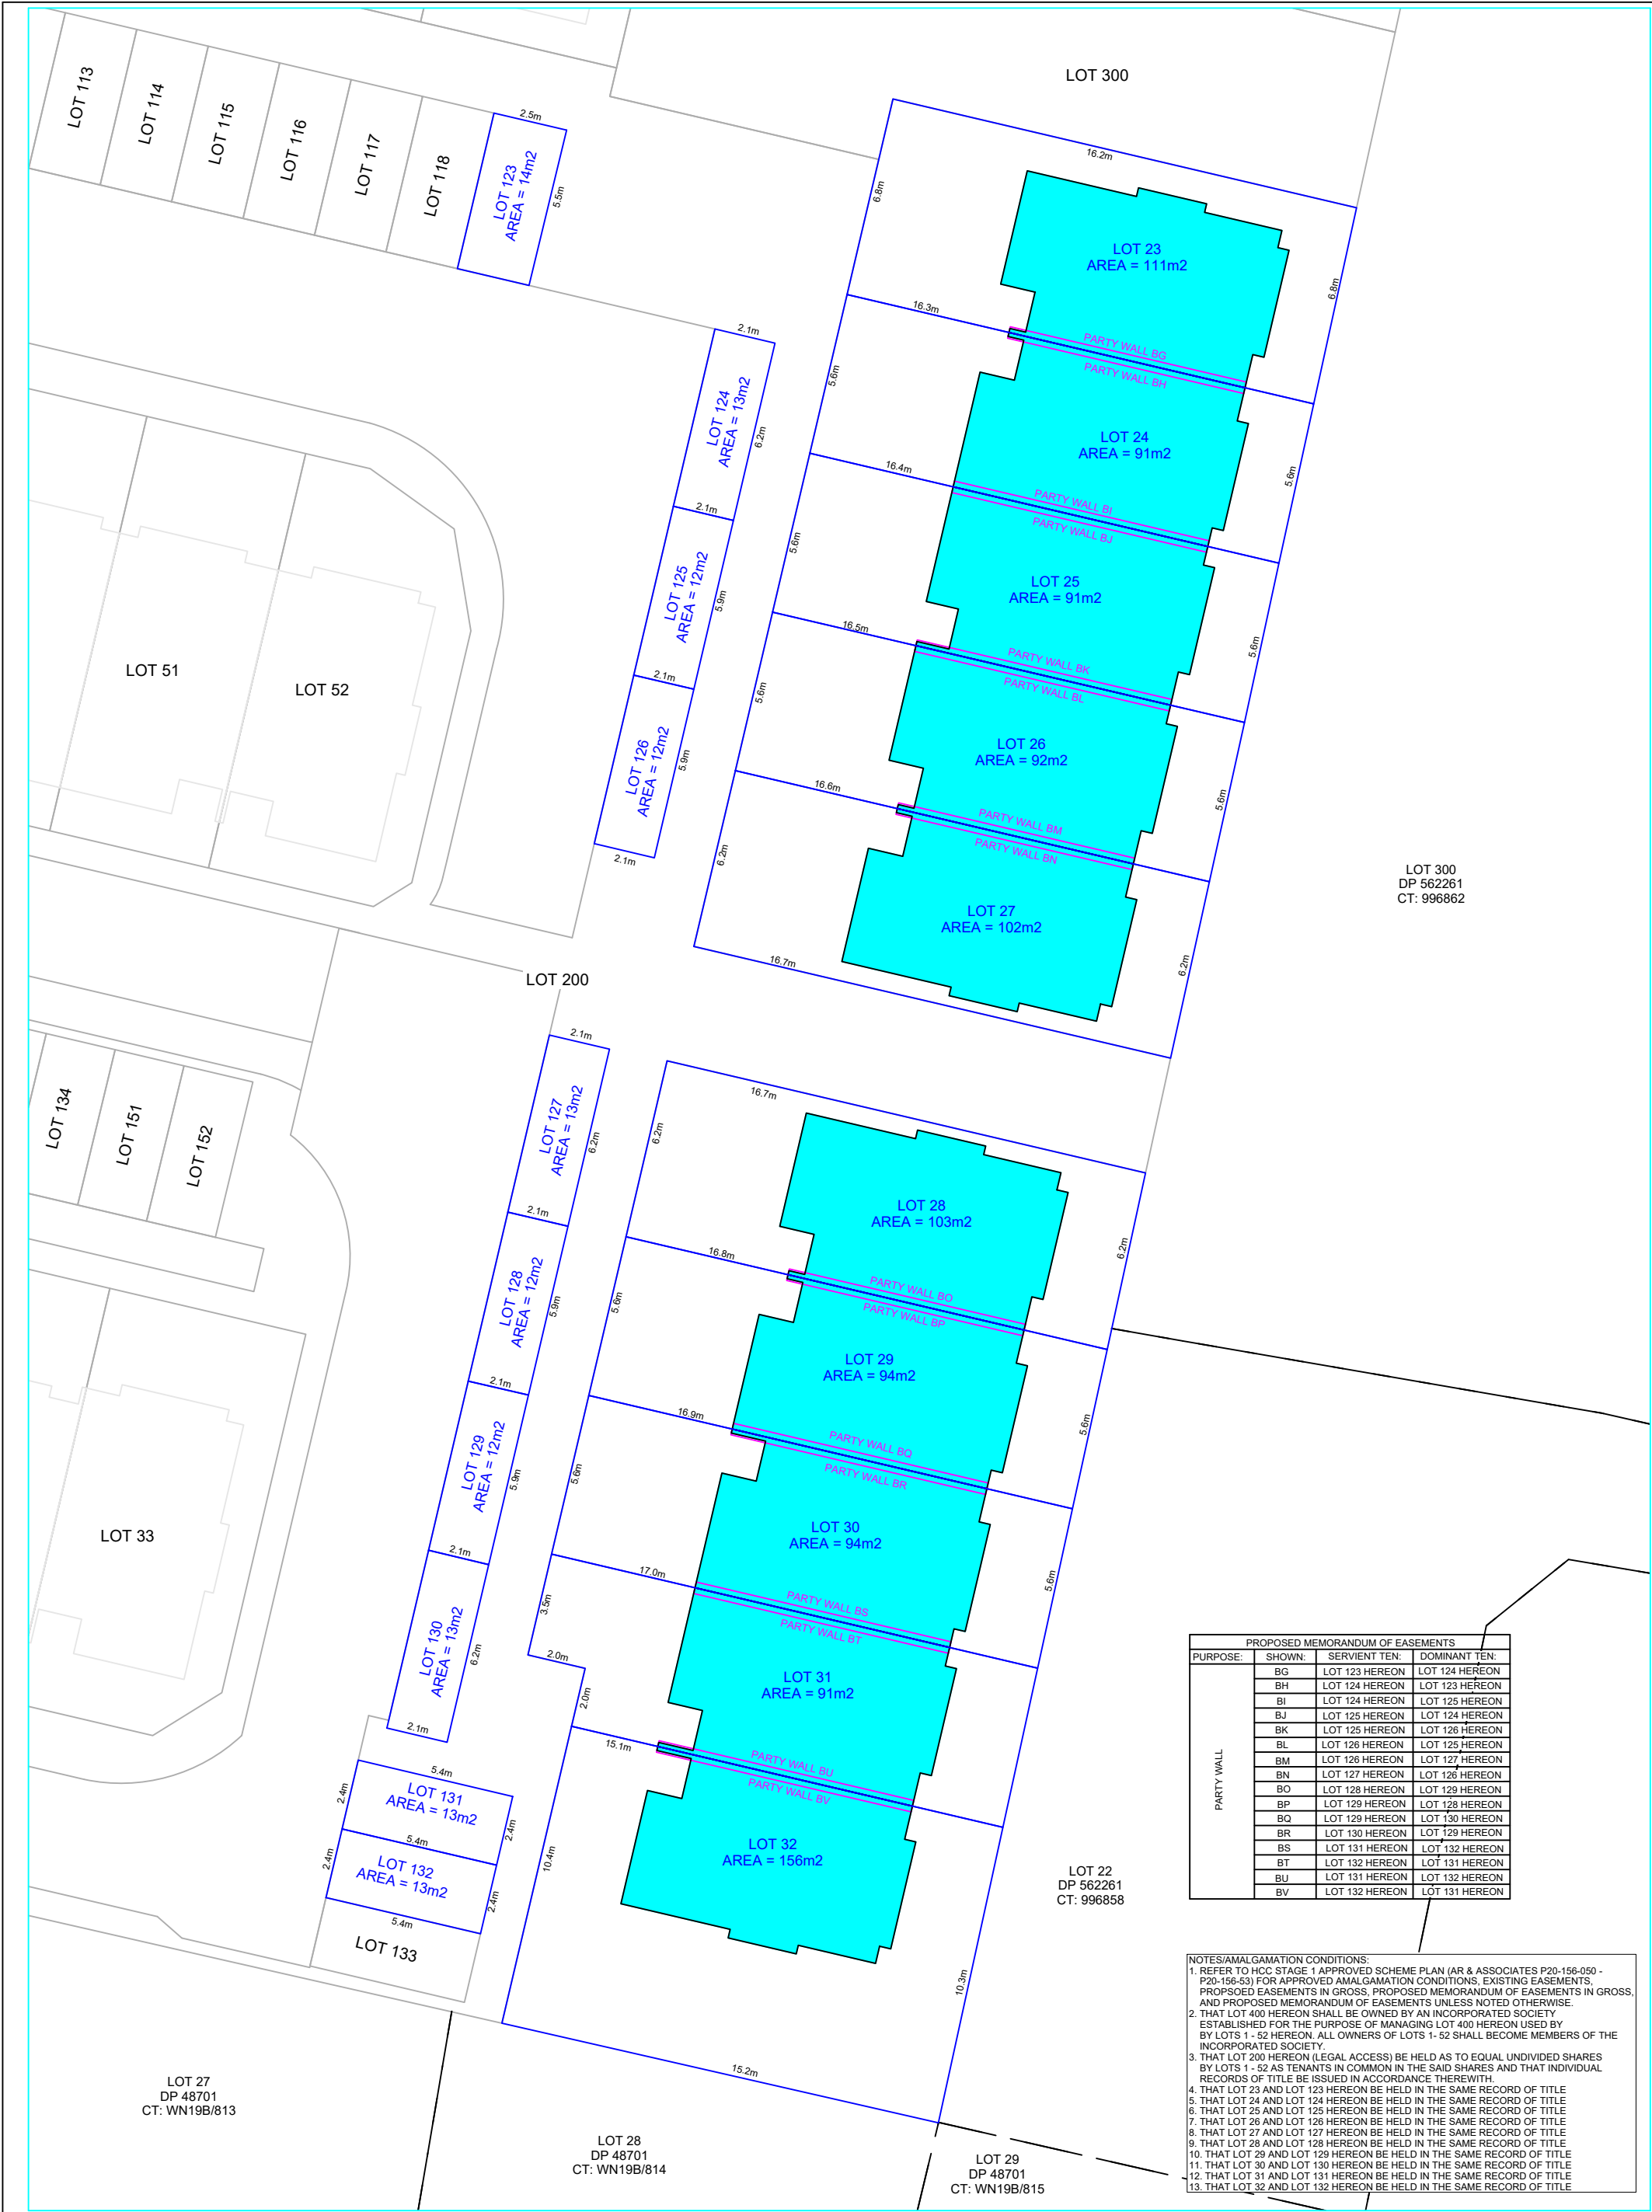 LOT 300
LOT 113
LOT 114
LOT 115
LOT 116
LOT 117
LOT 118
2.5m
LOT 123
AREA = 14m2
5.5m
16.2m
6.8m
LOT 23
AREA = 111m2
6.8m
16.3m
PARTY WALL BG
PARTY WALL BH
2.1m
LOT 124
AREA = 13m2
6.2m
5.6m
LOT 24
AREA = 91m2
5.6m
16.4m
PARTY WALL BI
PARTY WALL BJ
2.1m
LOT 125
AREA = 12m2
5.9m
5.6m
LOT 25
AREA = 91m2
5.6m
16.5m
PARTY WALL BK
PARTY WALL BL
LOT 51
LOT 52
2.1m
LOT 126
AREA = 12m2
5.9m
2.1m
5.6m
LOT 26
AREA = 92m2
5.6m
16.6m
PARTY WALL BM
PARTY WALL BN
6.2m
LOT 27
AREA = 102m2
6.2m
16.7m
LOT 300
DP 562261
CT: 996862
LOT 200
2.1m
LOT 127
AREA = 13m2
6.2m
16.7m
6.2m
LOT 134
LOT 151
LOT 152
LOT 28
AREA = 103m2
6.2m
2.1m
16.8m
PARTY WALL BO
PARTY WALL BP
LOT 128
AREA = 12m2
5.9m
5.6m
LOT 29
AREA = 94m2
5.6m
2.1m
16.9m
PARTY WALL BQ
PARTY WALL BR
LOT 129
AREA = 12m2
5.9m
5.6m
LOT 33
LOT 30
AREA = 94m2
5.6m
2.1m
17.0m
PARTY WALL BS
PARTY WALL BT
3.5m
LOT 130
AREA = 13m2
6.2m
2.0m
2.0m
LOT 31
AREA = 91m2
2.1m
15.1m
PARTY WALL BU
PARTY WALL BV
5.4m
2.4m
LOT 131
AREA = 13m2
2.4m
5.4m
2.4m
LOT 132
AREA = 13m2
2.4m
5.4m
LOT 133
10.4m
LOT 32
AREA = 156m2
10.3m
15.2m
LOT 22
DP 562261
CT: 996858
PROPOSED MEMORANDUM OF EASEMENTS
PURPOSE: SHOWN: SERVIENT TEN: DOMINANT TEN:
PARTY WALL
BG LOT 123 HEREON LOT 124 HEREON
BH LOT 124 HEREON LOT 123 HEREON
BI LOT 124 HEREON LOT 125 HEREON
BJ LOT 125 HEREON LOT 124 HEREON
BK LOT 125 HEREON LOT 126 HEREON
BL LOT 126 HEREON LOT 125 HEREON
BM LOT 126 HEREON LOT 127 HEREON
BN LOT 127 HEREON LOT 126 HEREON
BO LOT 128 HEREON LOT 129 HEREON
BP LOT 129 HEREON LOT 128 HEREON
BQ LOT 129 HEREON LOT 130 HEREON
BR LOT 130 HEREON LOT 129 HEREON
BS LOT 131 HEREON LOT 132 HEREON
BT LOT 132 HEREON LOT 131 HEREON
BU LOT 131 HEREON LOT 132 HEREON
BV LOT 132 HEREON LOT 131 HEREON
NOTES/AMALGAMATION CONDITIONS:
1. REFER TO HCC STAGE 1 APPROVED SCHEME PLAN (AR & ASSOCIATES P20-156-050 -
P20-156-53) FOR APPROVED AMALGAMATION CONDITIONS, EXISTING EASEMENTS,
PROPSOED EASEMENTS IN GROSS, PROPOSED MEMORANDUM OF EASEMENTS IN GROSS,
AND PROPOSED MEMORANDUM OF EASEMENTS UNLESS NOTED OTHERWISE.
2. THAT LOT 400 HEREON SHALL BE OWNED BY AN INCORPORATED SOCIETY
ESTABLISHED FOR THE PURPOSE OF MANAGING LOT 400 HEREON USED BY
BY LOTS 1 - 52 HEREON. ALL OWNERS OF LOTS 1- 52 SHALL BECOME MEMBERS OF THE
INCORPORATED SOCIETY.
3. THAT LOT 200 HEREON (LEGAL ACCESS) BE HELD AS TO EQUAL UNDIVIDED SHARES
BY LOTS 1 - 52 AS TENANTS IN COMMON IN THE SAID SHARES AND THAT INDIVIDUAL
RECORDS OF TITLE BE ISSUED IN ACCORDANCE THEREWITH.
4. THAT LOT 23 AND LOT 123 HEREON BE HELD IN THE SAME RECORD OF TITLE
5. THAT LOT 24 AND LOT 124 HEREON BE HELD IN THE SAME RECORD OF TITLE
6. THAT LOT 25 AND LOT 125 HEREON BE HELD IN THE SAME RECORD OF TITLE
7. THAT LOT 26 AND LOT 126 HEREON BE HELD IN THE SAME RECORD OF TITLE
8. THAT LOT 27 AND LOT 127 HEREON BE HELD IN THE SAME RECORD OF TITLE
9. THAT LOT 28 AND LOT 128 HEREON BE HELD IN THE SAME RECORD OF TITLE
10. THAT LOT 29 AND LOT 129 HEREON BE HELD IN THE SAME RECORD OF TITLE
11. THAT LOT 30 AND LOT 130 HEREON BE HELD IN THE SAME RECORD OF TITLE
12. THAT LOT 31 AND LOT 131 HEREON BE HELD IN THE SAME RECORD OF TITLE
13. THAT LOT 32 AND LOT 132 HEREON BE HELD IN THE SAME RECORD OF TITLE
LOT 27
DP 48701
CT: WN19B/813
LOT 28
DP 48701
CT: WN19B/814
LOT 29
DP 48701
CT: WN19B/815